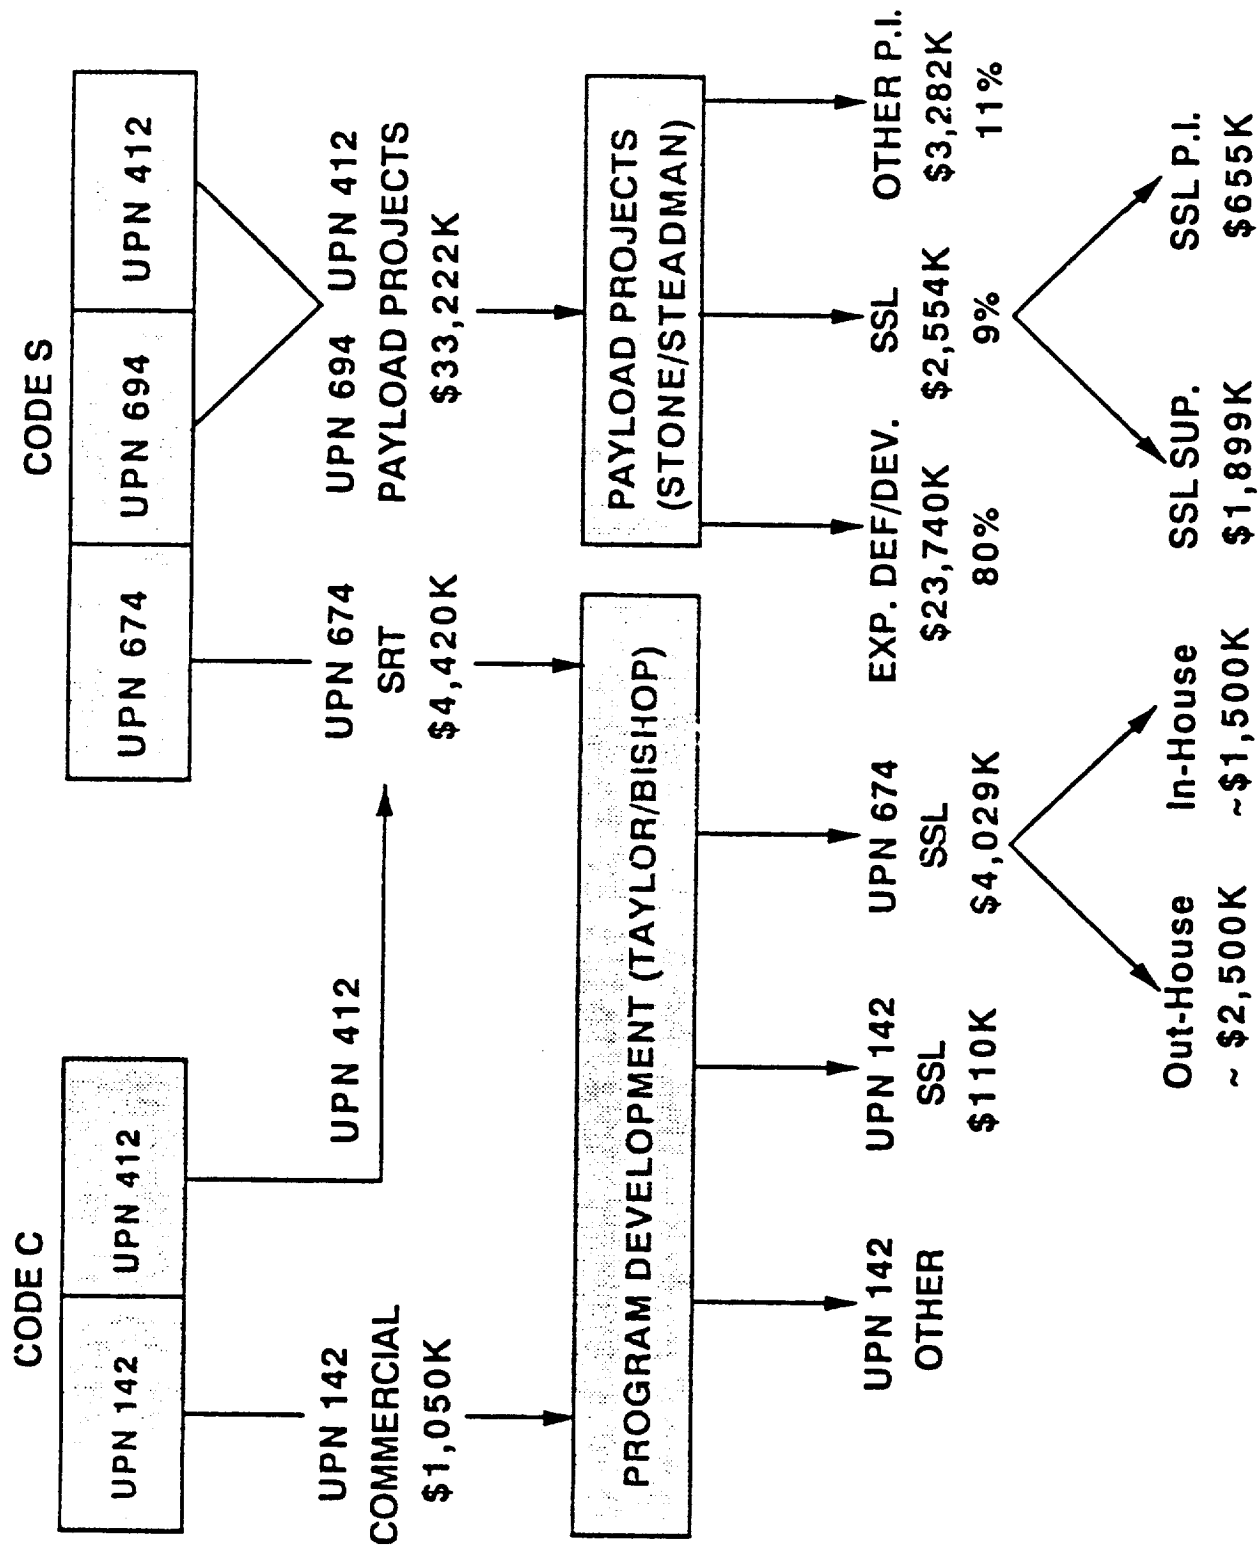 CODE C
CODE S
UPN 142
UPN 412
UPN 674
UPN 694
UPN 412
UPN 412
UPN 142
COMMERCIAL
$1,050K
UPN 674
SRT
$4,420K
UPN 694 UPN 412
PAYLOAD PROJECTS
$33,222K
PROGRAM DEVELOPMENT (TAYLOR/BISHOP)
PAYLOAD PROJECTS
(STONE/STEADMAN)
UPN 142
OTHER
UPN 142
SSL
$110K
UPN 674
SSL
$4,029K
EXP. DEF/DEV.
$23,740K
80%
SSL
$2,554K
9%
OTHER P.I.
$3,282K
11%
Out-House
~ $2,500K
In-House
~$1,500K
SSL SUP.
$1,899K
SSL P.I.
$655K